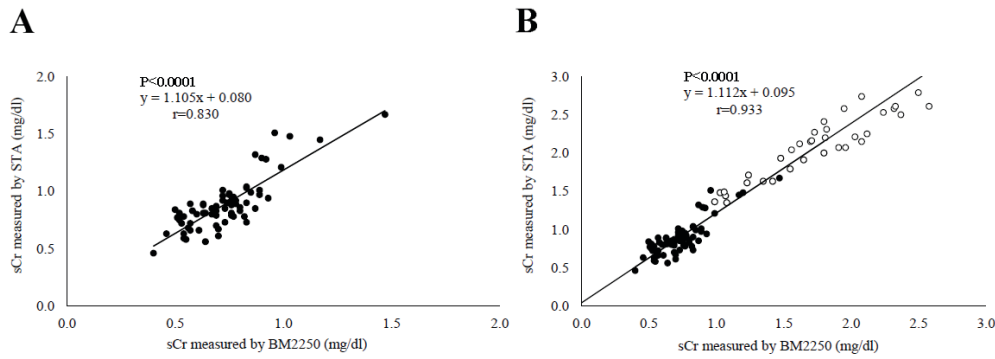 A
P<0.0001
y = 1.105x + 0.080
r=0.830
sCr measured by STA (mg/dl)
2.0
1.5
1.0
0.5
0.0
0.0 0.5 1.0 1.5 2.0
sCr measured by BM2250 (mg/dl)
B
P<0.0001
y = 1.112x + 0.095
r=0.933
sCr measured by STA (mg/dl)
3.0
2.5
2.0
1.5
1.0
0.5
0.0
0.0 0.5 1.0 1.5 2.0 2.5 3.0
sCr measured by BM2250 (mg/dl)